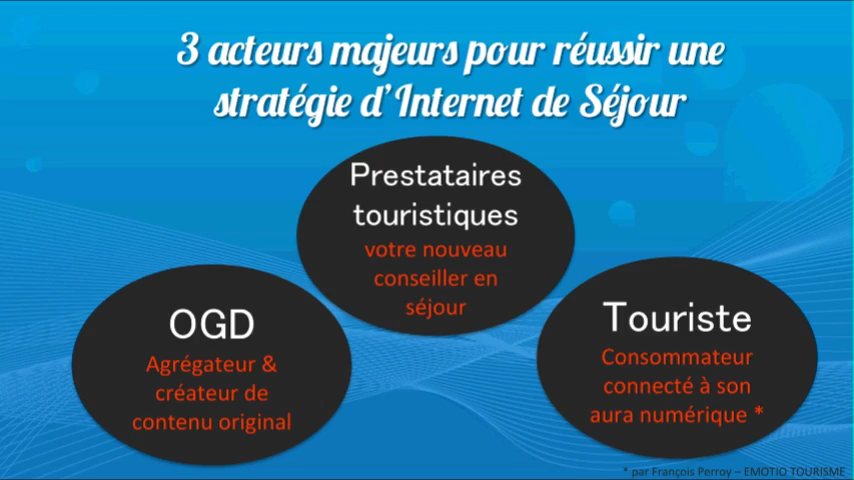 3 acteurs majeurs pour réussir une
stratégie d'Internet de Séjour
Prestataires
touristiques
votre nouveau
conseiller en
séjour
OGD
Agrégateur &
créateur de
contenu original
Touriste
Consommateur
connecté à son
aura numérique *
* par François Perroy – EMOTIO TOURISME